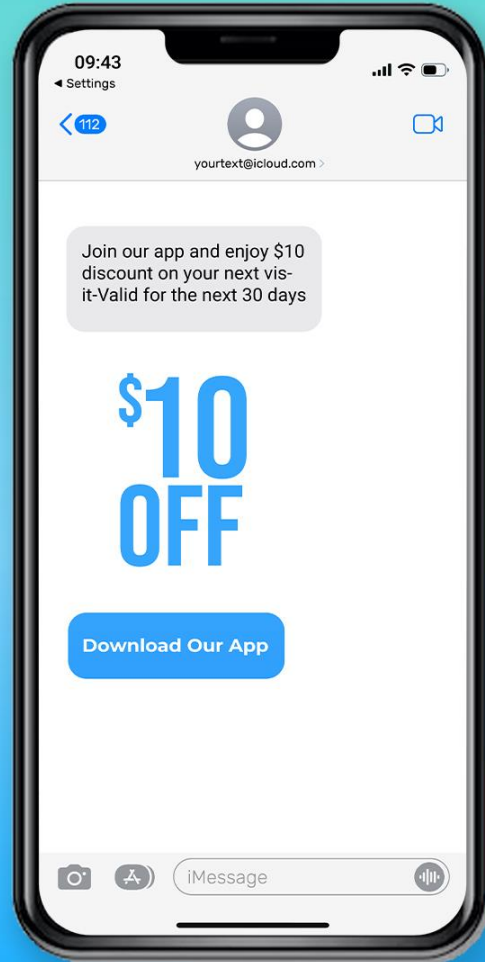 09:43
◀ Settings
112
yourtext@icloud.com >
Join our app and enjoy $10
discount on your next vis-
it-Valid for the next 30 days
$10
OFF
Download Our App
iMessage